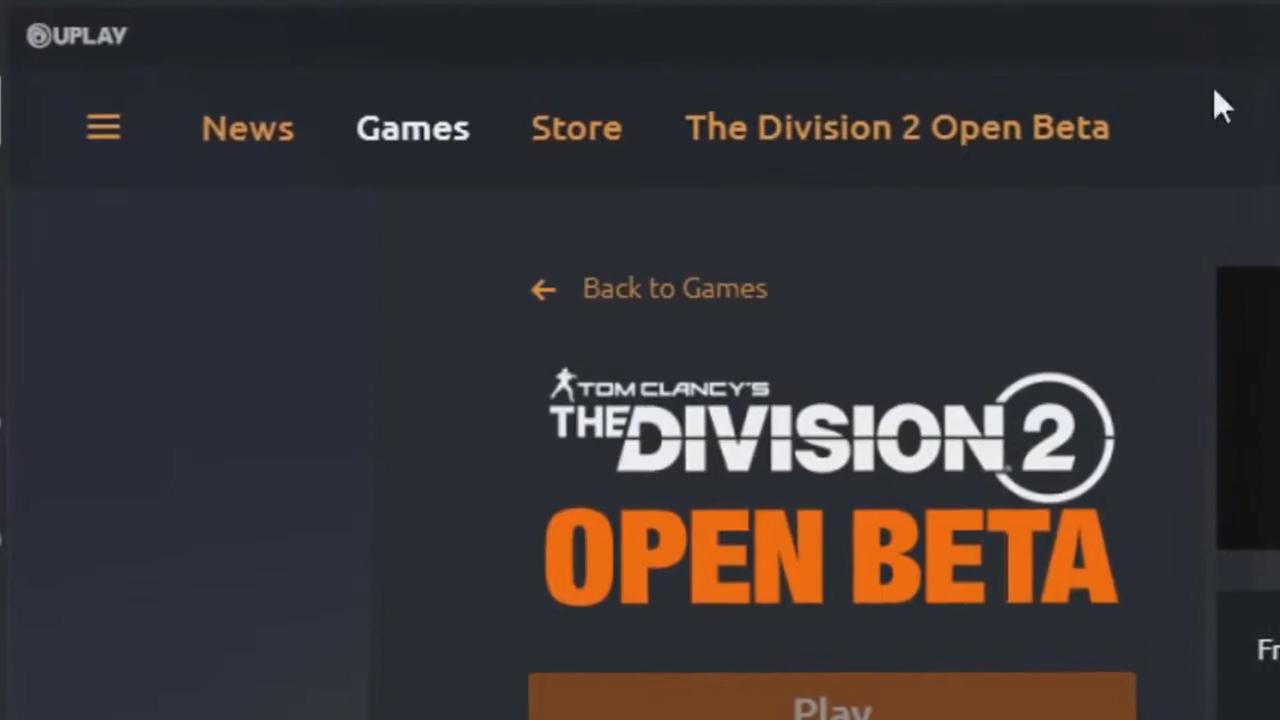 UPLAY
News Games Store The Division 2 Open Beta
Back to Games
TOM CLANCY'S
THE DIVISION 2
OPEN BETA
Play